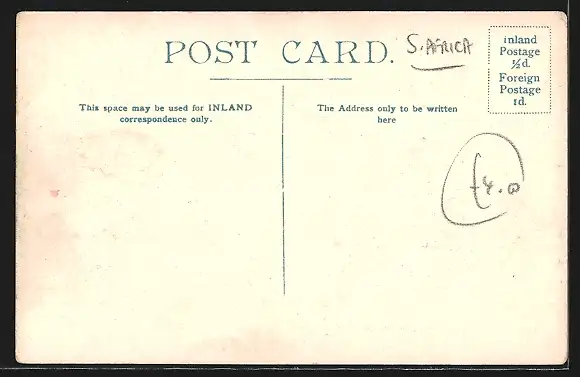 POST CARD.
S. AFRICA
Inland
Postage
½d.
Foreign
Postage
1d.
This space may be used for INLAND
correspondence only.
The Address only to be written
here
£4.0